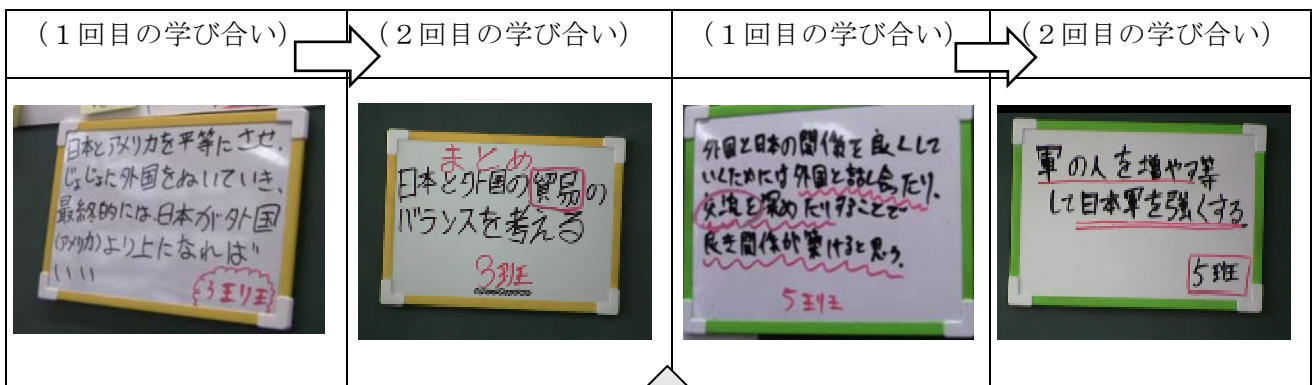 (1回目の学び合い)
(2回目の学び合い)
(1回目の学び合い)
(2回目の学び合い)
日本とアメリカを平等にさせ、
じょじょに外国をぬいていき、
最終的には、日本が外国
(アメリカ)より上になれば
いい
3班
まとめ
日本と外国の貿易の
バランスを考える
3班
外国と日本の関係を良くして
いくためには外国と話し合ったり、
交流を深めたりすることで
良き関係が築けると思う。
5班
軍の人を増やす等
して日本軍を強くする。
5班